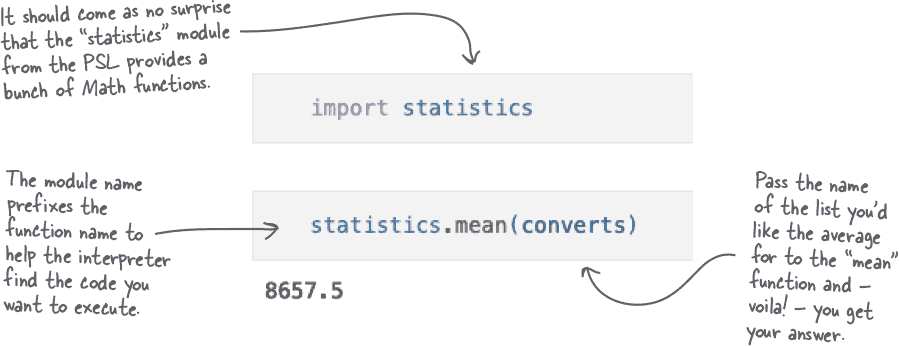 It should come as no surprise
that the “statistics” module
from the PSL provides a
bunch of Math functions.
import statistics
The module name
prefixes the
function name to
help the interpreter
find the code you
want to execute.
statistics.mean(converts)
8657.5
Pass the name
of the list you’d
like the average
for to the “mean”
function and –
voila! – you get
your answer.